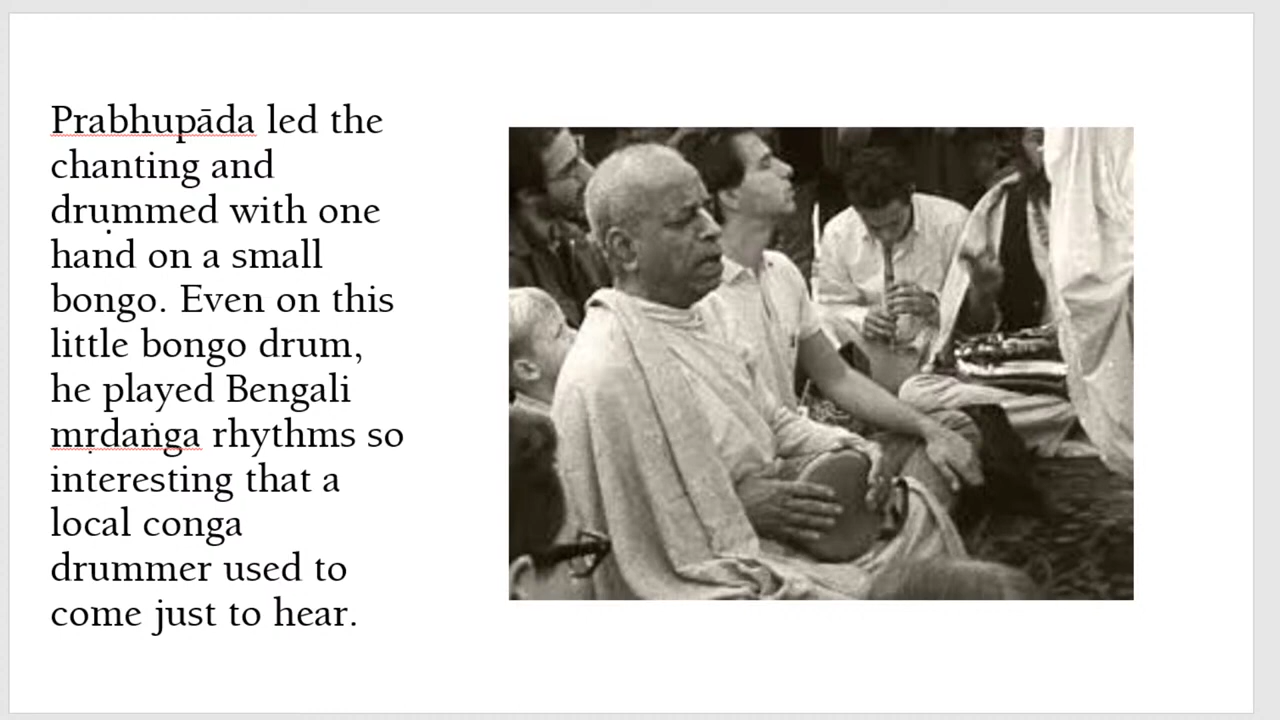 Prabhupāda led the
chanting and
drummed with one
hand on a small
bongo. Even on this
little bongo drum,
he played Bengali
mṛdaṅga rhythms so
interesting that a
local conga
drummer used to
come just to hear.